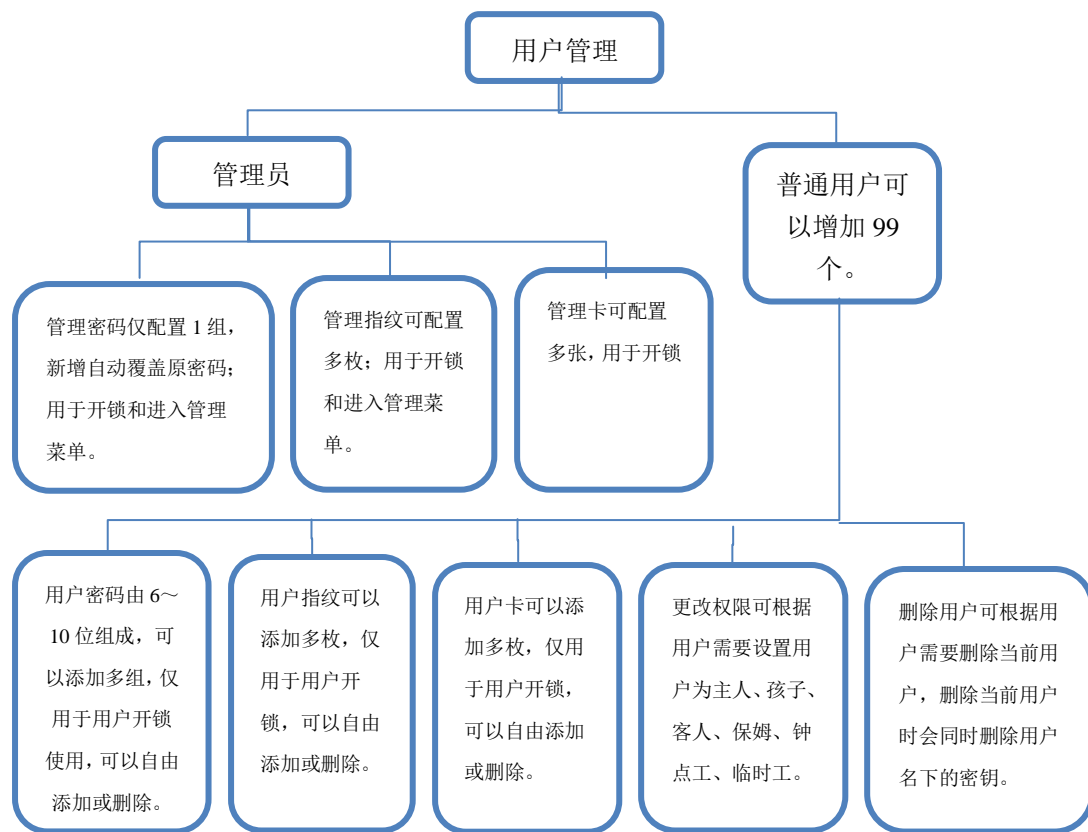 用户管理
管理员
普通用户可
以增加 99
个。
管理密码仅配置 1 组，
新增自动覆盖原密码；
用于开锁和进入管理
菜单。
管理指纹可配置
多枚；用于开锁
和进入管理菜
单。
管理卡可配置
多张，用于开锁
用户密码由 6～
10 位组成，可
以添加多组，仅
用于用户开锁
使用，可以自由
添加或删除。
用户指纹可以
添加多枚，仅
用于用户开
锁，可以自由
添加或删除。
用户卡可以添
加多枚，仅用
于用户开锁，
可以自由添加
或删除。
更改权限可根据
用户需要设置用
户为主人、孩子、
客人、保姆、钟
点工、临时工。
删除用户可根据用
户需要删除当前用
户，删除当前用户
时会同时删除用户
名下的密钥。